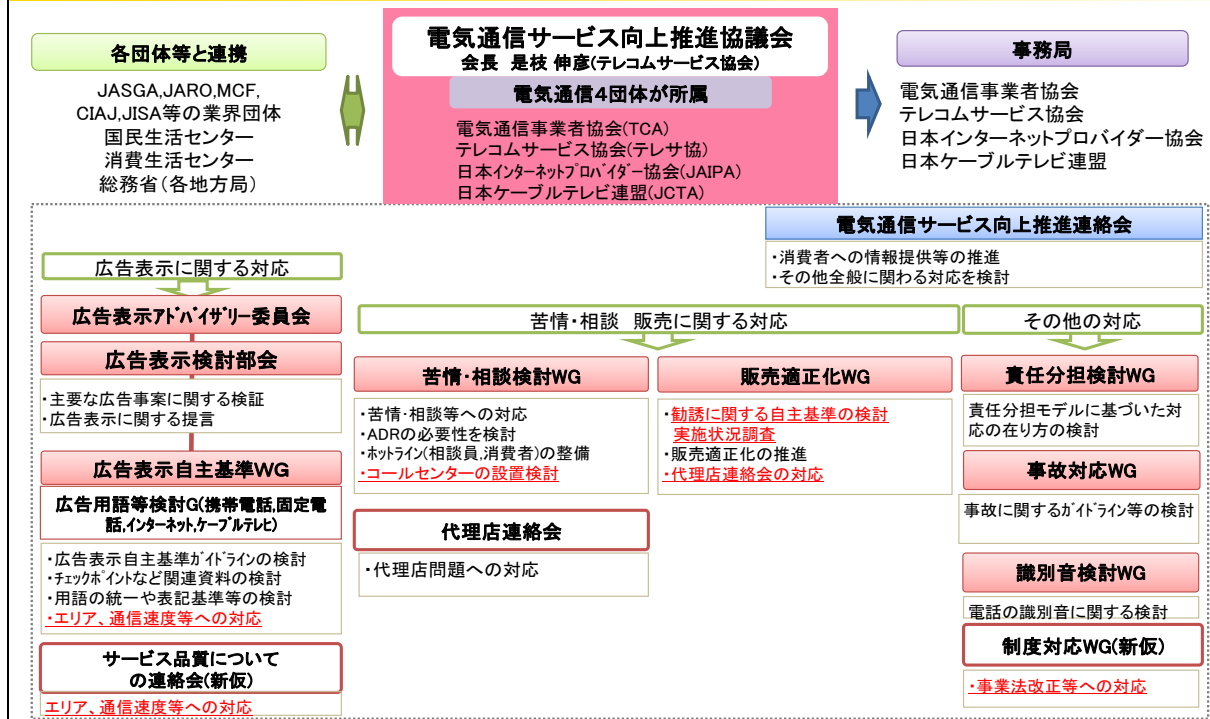 各団体等と連携
JASGA,JARO,MCF,
CIAJ,JISA等の業界団体
国民生活センター
消費生活センター
総務省(各地方局)
電気通信サービス向上推進協議会
会長 是枝 伸彦(テレコムサービス協会)
電気通信4団体が所属
電気通信事業者協会(TCA)
テレコムサービス協会(テレサ協)
日本ｲﾝﾀｰﾈｯﾄﾌﾟﾛﾊﾞｲﾀﾞｰ協会(JAIPA)
日本ケーブルテレビ連盟(JCTA)
事務局
電気通信事業者協会
テレコムサービス協会
日本インターネットプロバイダー協会
日本ケーブルテレビ連盟
電気通信サービス向上推進連絡会
・消費者への情報提供等の推進
・その他全般に関わる対応を検討
広告表示に関する対応
広告表示ｱﾄﾞﾊﾞｲｻﾞﾘｰ委員会
広告表示検討部会
・主要な広告事案に関する検証
・広告表示に関する提言
広告表示自主基準WG
広告用語等検討G(携帯電話,固定電
話,ｲﾝﾀｰﾈｯﾄ,ｹｰﾌﾞﾙﾃﾚﾋﾞ)
・広告表示自主基準ｶﾞｲﾄﾞﾗｲﾝの検討
・ﾁｪｯｸﾎﾟｲﾝﾄなど関連資料の検討
・用語の統一や表記基準等の検討
・エリア、通信速度等への対応
サービス品質について
の連絡会(新仮)
エリア、通信速度等への対応
苦情・相談 販売に関する対応
苦情・相談検討WG
・苦情・相談等への対応
・ADRの必要性を検討
・ﾎｯﾄﾗｲﾝ(相談員,消費者)の整備
・コールセンターの設置検討
代理店連絡会
・代理店問題への対応
販売適正化WG
・勧誘に関する自主基準の検討
実施状況調査
・販売適正化の推進
・代理店連絡会の対応
その他の対応
責任分担検討WG
責任分担モデルに基づいた対
応の在り方の検討
事故対応WG
事故に関するｶﾞｲﾄﾞﾗｲﾝ等の検討
識別音検討WG
電話の識別音に関する検討
制度対応WG(新仮)
・事業法改正等への対応